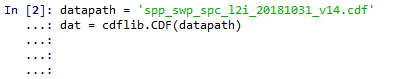 In [2]: datapath = 'spp_swp_spc_l2i_20181031_v14.cdf'
...: dat = cdflib.CDF(datapath)
...:
...:
...: